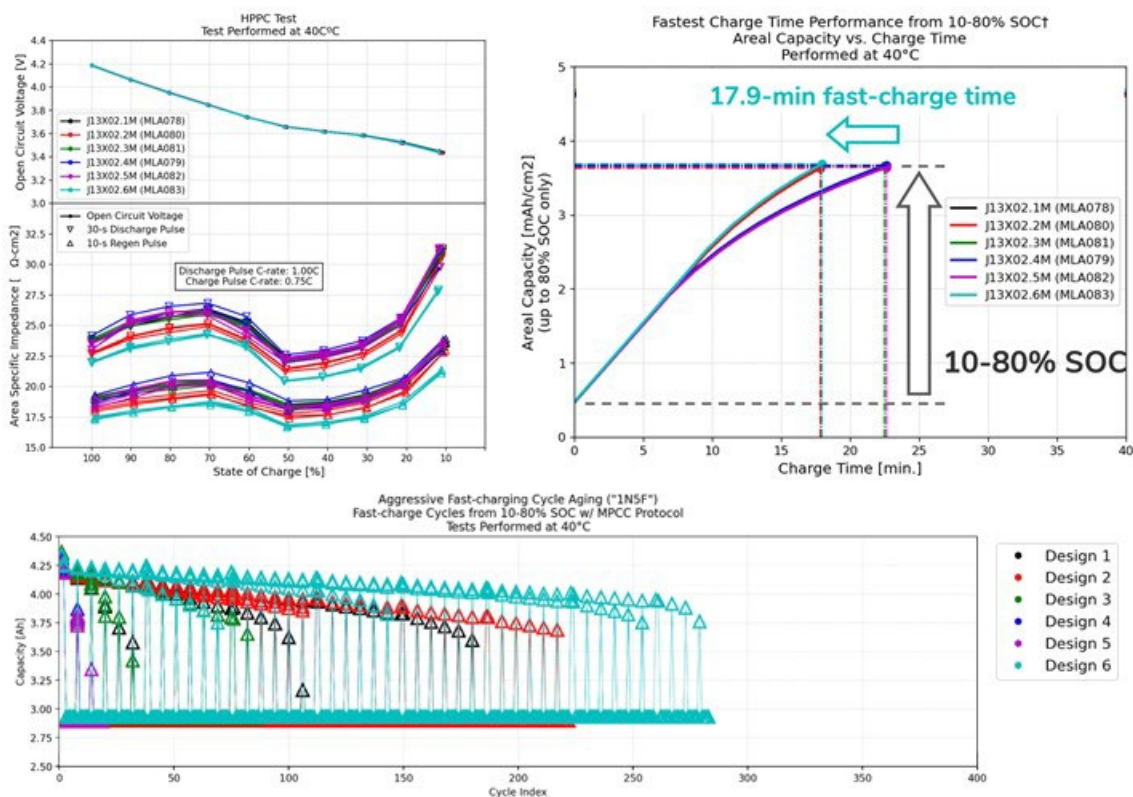 HPPC Test
Test Performed at 40CºC
Open Circuit Voltage [V]
4.4
4.2
4.0
3.8
3.6
3.4
3.2
3.0
J13X02.1M (MLA078)
J13X02.2M (MLA080)
J13X02.3M (MLA081)
J13X02.4M (MLA079)
J13X02.5M (MLA082)
J13X02.6M (MLA083)
Area Specific Impedance [ Ω-cm2]
32.5
30.0
27.5
25.0
22.5
20.0
17.5
15.0
Open Circuit Voltage
30-s Discharge Pulse
10-s Regen Pulse
Discharge Pulse C-rate: 1.00C
Charge Pulse C-rate: 0.75C
100 90 80 70 60 50 40 30 20 10
State of Charge [%]
Fastest Charge Time Performance from 10-80% SOC†
Areal Capacity vs. Charge Time
Performed at 40°C
17.9-min fast-charge time
Areal Capacity [mAh/cm2]
(up to 80% SOC only)
5
4
3
2
1
0
J13X02.1M (MLA078)
J13X02.2M (MLA080)
J13X02.3M (MLA081)
J13X02.4M (MLA079)
J13X02.5M (MLA082)
J13X02.6M (MLA083)
10-80% SOC
0 5 10 15 20 25 30 35 40
Charge Time [min.]
Aggressive Fast-charging Cycle Aging ("1N5F")
Fast-charge Cycles from 10-80% SOC w/ MPCC Protocol
Tests Performed at 40°C
Capacity [Ah]
4.50
4.25
4.00
3.75
3.50
3.25
3.00
2.75
2.50
0 50 100 150 200 250 300 350 400
Cycle Index
Design 1
Design 2
Design 3
Design 4
Design 5
Design 6